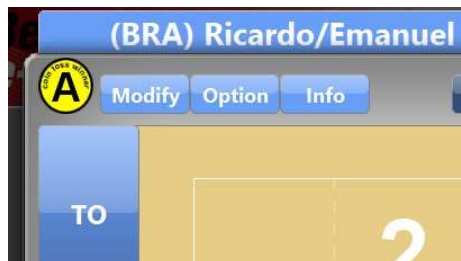 (BRA) Ricardo/Emanuel
coin toss winner
A
Modify Option Info
TO
2